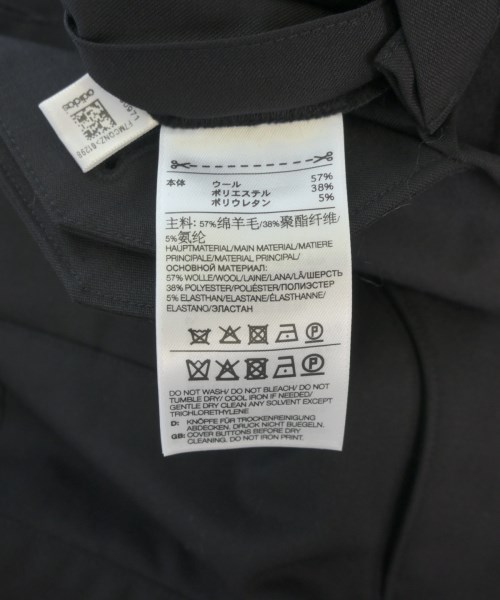 adidas
F7MCDNZ-B1298
本体 ウール 57%
ポリエステル 38%
ポリウレタン 5%
主料: 57%绵羊毛/38%聚酯纤维/
5%氨纶
HAUPTMATERIAL/MAIN MATERIAL/MATIERE
PRINCIPALE/MATERIAL PRINCIPAL/
ОСНОВНОЙ МАТЕРИАЛ:
57% WOLLE/WOOL/LAINE/LANA/LÃ/ШЕРСТЬ
38% POLYESTER/POLIÉSTER/ПОЛИЭСТЕР
5% ELASTHAN/ELASTANE/ÉLASTHANNE/
ELASTANO/ЭЛАСТАН
DO NOT WASH/ DO NOT BLEACH/ DO NOT
TUMBLE DRY/ COOL IRON IF NEEDED/
GENTLE DRY CLEAN ANY SOLVENT EXCEPT
TRICHLORETHYLENE
D: KNÖPFE FÜR TROCKENREINIGUNG
ABDECKEN. DRUCK NICHT BUEGELN.
GB: COVER BUTTONS BEFORE DRY
CLEANING. DO NOT IRON PRINT.